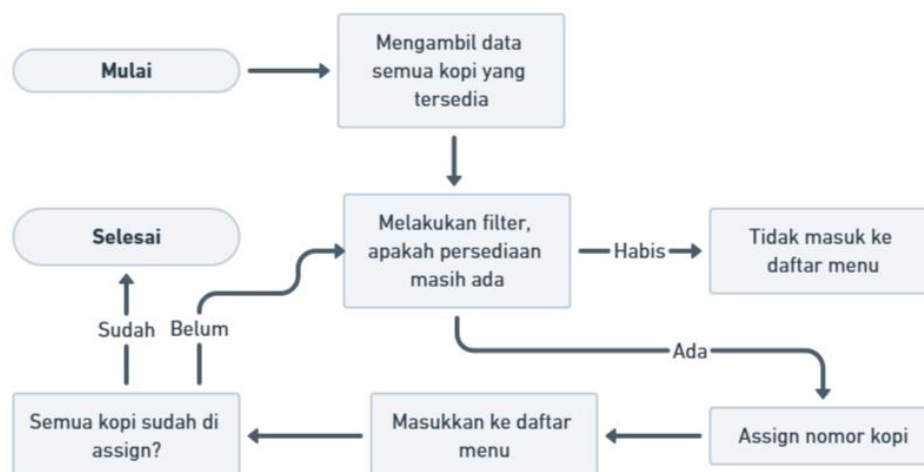 Mulai
Mengambil data
semua kopi yang
tersedia
Selesai
Melakukan filter,
apakah persediaan
masih ada
Habis
Tidak masuk ke
daftar menu
Sudah
Belum
Ada
Semua kopi sudah di
assign?
Masukkan ke daftar
menu
Assign nomor kopi